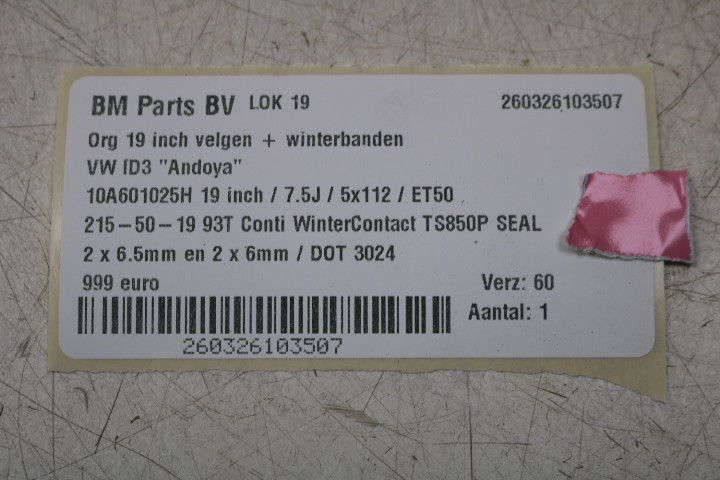 BM Parts BV LOK 19 260326103507
Org 19 inch velgen + winterbanden
VW ID3 "Andoya"
10A601025H 19 inch / 7.5J / 5x112 / ET50
215-50-19 93T Conti WinterContact TS850P SEAL
2 x 6.5mm en 2 x 6mm / DOT 3024
999 euro Verz: 60
Aantal: 1
260326103507